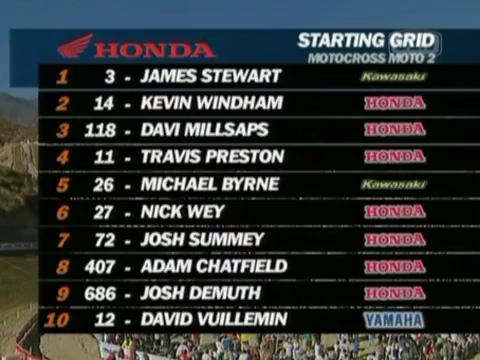 HONDA STARTING GRID
MOTOCROSS MOTO 2
1 3 - JAMES STEWART Kawasaki
2 14 - KEVIN WINDHAM HONDA
3 118 - DAVI MILLSAPS HONDA
4 11 - TRAVIS PRESTON HONDA
5 26 - MICHAEL BYRNE Kawasaki
6 27 - NICK WEY HONDA
7 72 - JOSH SUMMEY HONDA
8 407 - ADAM CHATFIELD HONDA
9 686 - JOSH DEMUTH HONDA
10 12 - DAVID VUILLEMIN YAMAHA